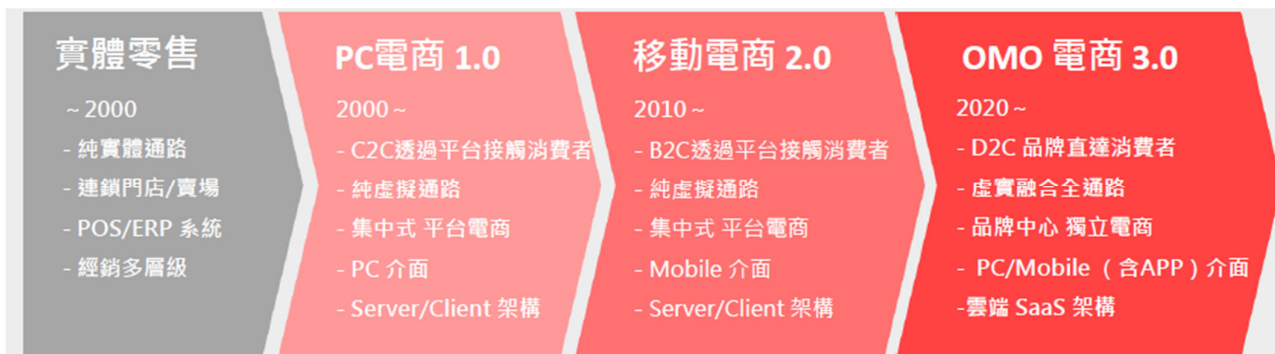 實體零售
~ 2000
- 純實體通路
- 連鎖門店/賣場
- POS/ERP 系統
- 經銷多層級
PC電商 1.0
2000 ~
- C2C透過平台接觸消費者
- 純虛擬通路
- 集中式 平台電商
- PC 介面
- Server/Client 架構
移動電商 2.0
2010 ~
- B2C透過平台接觸消費者
- 純虛擬通路
- 集中式 平台電商
- Mobile 介面
- Server/Client 架構
OMO 電商 3.0
2020 ~
- D2C 品牌直達消費者
- 虛實融合全通路
- 品牌中心 獨立電商
- PC/Mobile （含APP）介面
-雲端 SaaS 架構